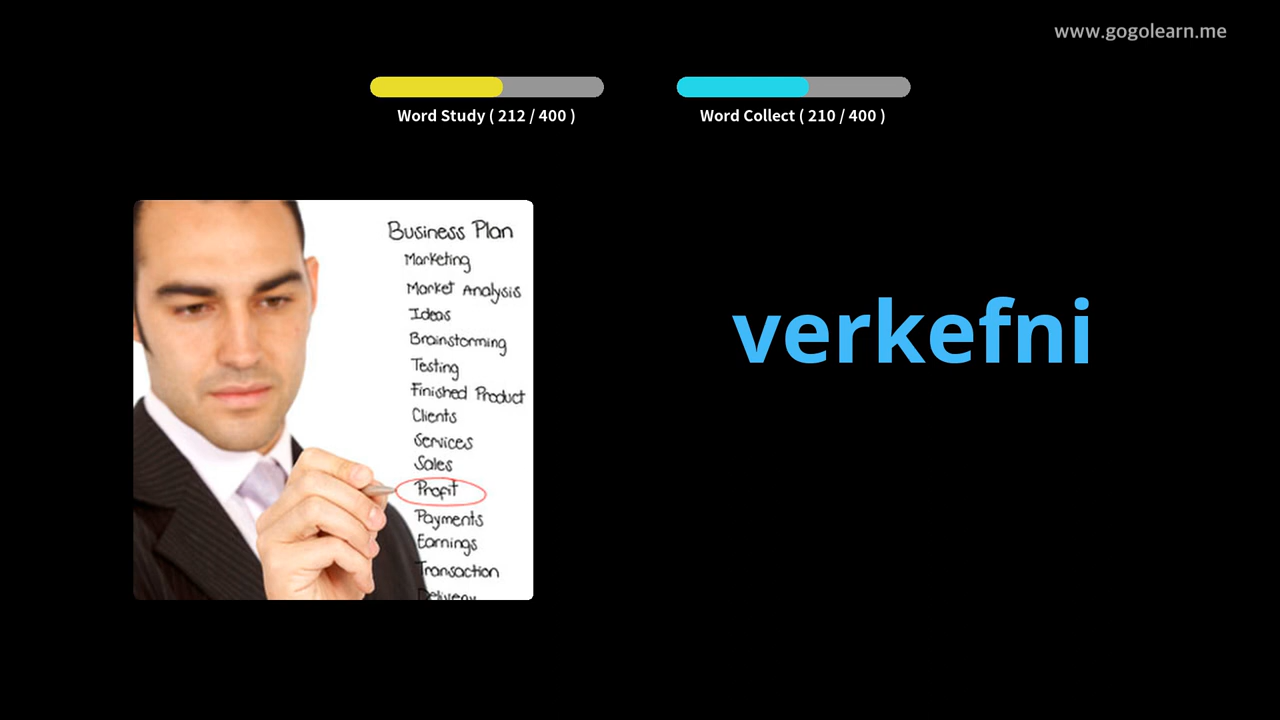 www.gogolearn.me
Word Study ( 212 / 400 )
Word Collect ( 210 / 400 )
Business Plan
Marketing
Market Analysis
Ideas
Brainstorming
Testing
Finished Product
Clients
Services
Sales
Profit
Payments
Earnings
Transaction
Delivery
verkefni